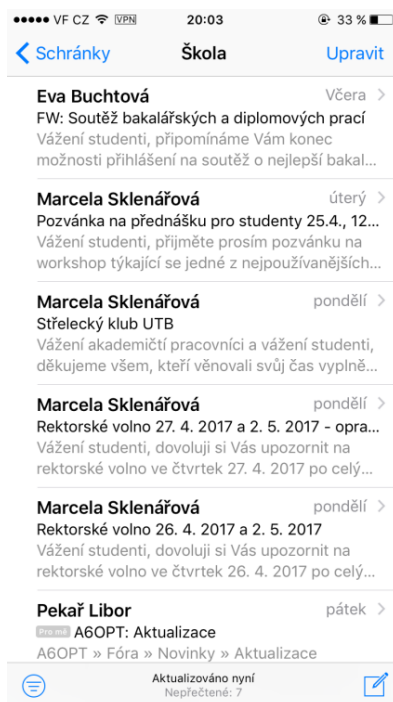 VF CZ VPN 20:03 33 %
Schránky Škola Upravit
Eva Buchtová Včera
FW: Soutěž bakalářských a diplomových prací
Vážení studenti, připomínáme Vám konec
možnosti přihlášení na soutěž o nejlepší bakal...
Marcela Sklenářová úterý
Pozvánka na přednášku pro studenty 25.4., 12...
Vážení studenti, přijměte prosím pozvánku na
workshop týkající se jedné z nejpoužívanějších...
Marcela Sklenářová pondělí
Střelecký klub UTB
Vážení akademičtí pracovníci a vážení studenti,
děkujeme všem, kteří věnovali svůj čas vyplně...
Marcela Sklenářová pondělí
Rektorské volno 27. 4. 2017 a 2. 5. 2017 - opra...
Vážení studenti, dovoluji si Vás upozornit na
rektorské volno ve čtvrtek 27. 4. 2017 po celý...
Marcela Sklenářová pondělí
Rektorské volno 26. 4. 2017 a 2. 5. 2017
Vážení studenti, dovoluji si Vás upozornit na
rektorské volno ve čtvrtek 26. 4. 2017 po celý...
Pekař Libor pátek
Pro mě A6OPT: Aktualizace
A6OPT » Fóra » Novinky » Aktualizace
Aktualizováno nyní
Nepřečtené: 7